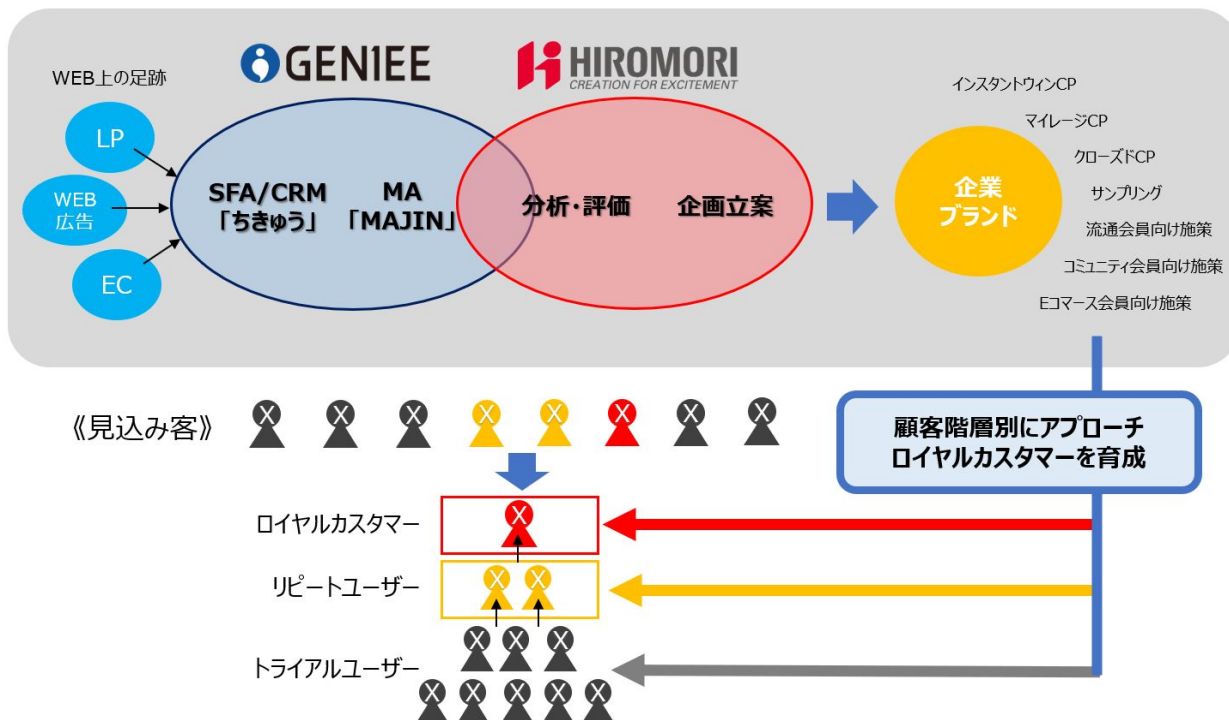 GENIEE
HIROMORI
CREATION FOR EXCITEMENT
WEB上の足跡
LP
WEB
広告
EC
SFA/CRM
「ちきゅう」
MA
「MAJIN」
分析・評価
企画立案
企業
ブランド
インスタントウィンCP
マイレージCP
クローズドCP
サンプリング
流通会員向け施策
コミュニティ会員向け施策
Eコマース会員向け施策
《見込み客》
X X X X X X X X
顧客階層別にアプローチ
ロイヤルカスタマーを育成
ロイヤルカスタマー
X
リピートユーザー
X X
トライアルユーザー
X X X
X X X X X